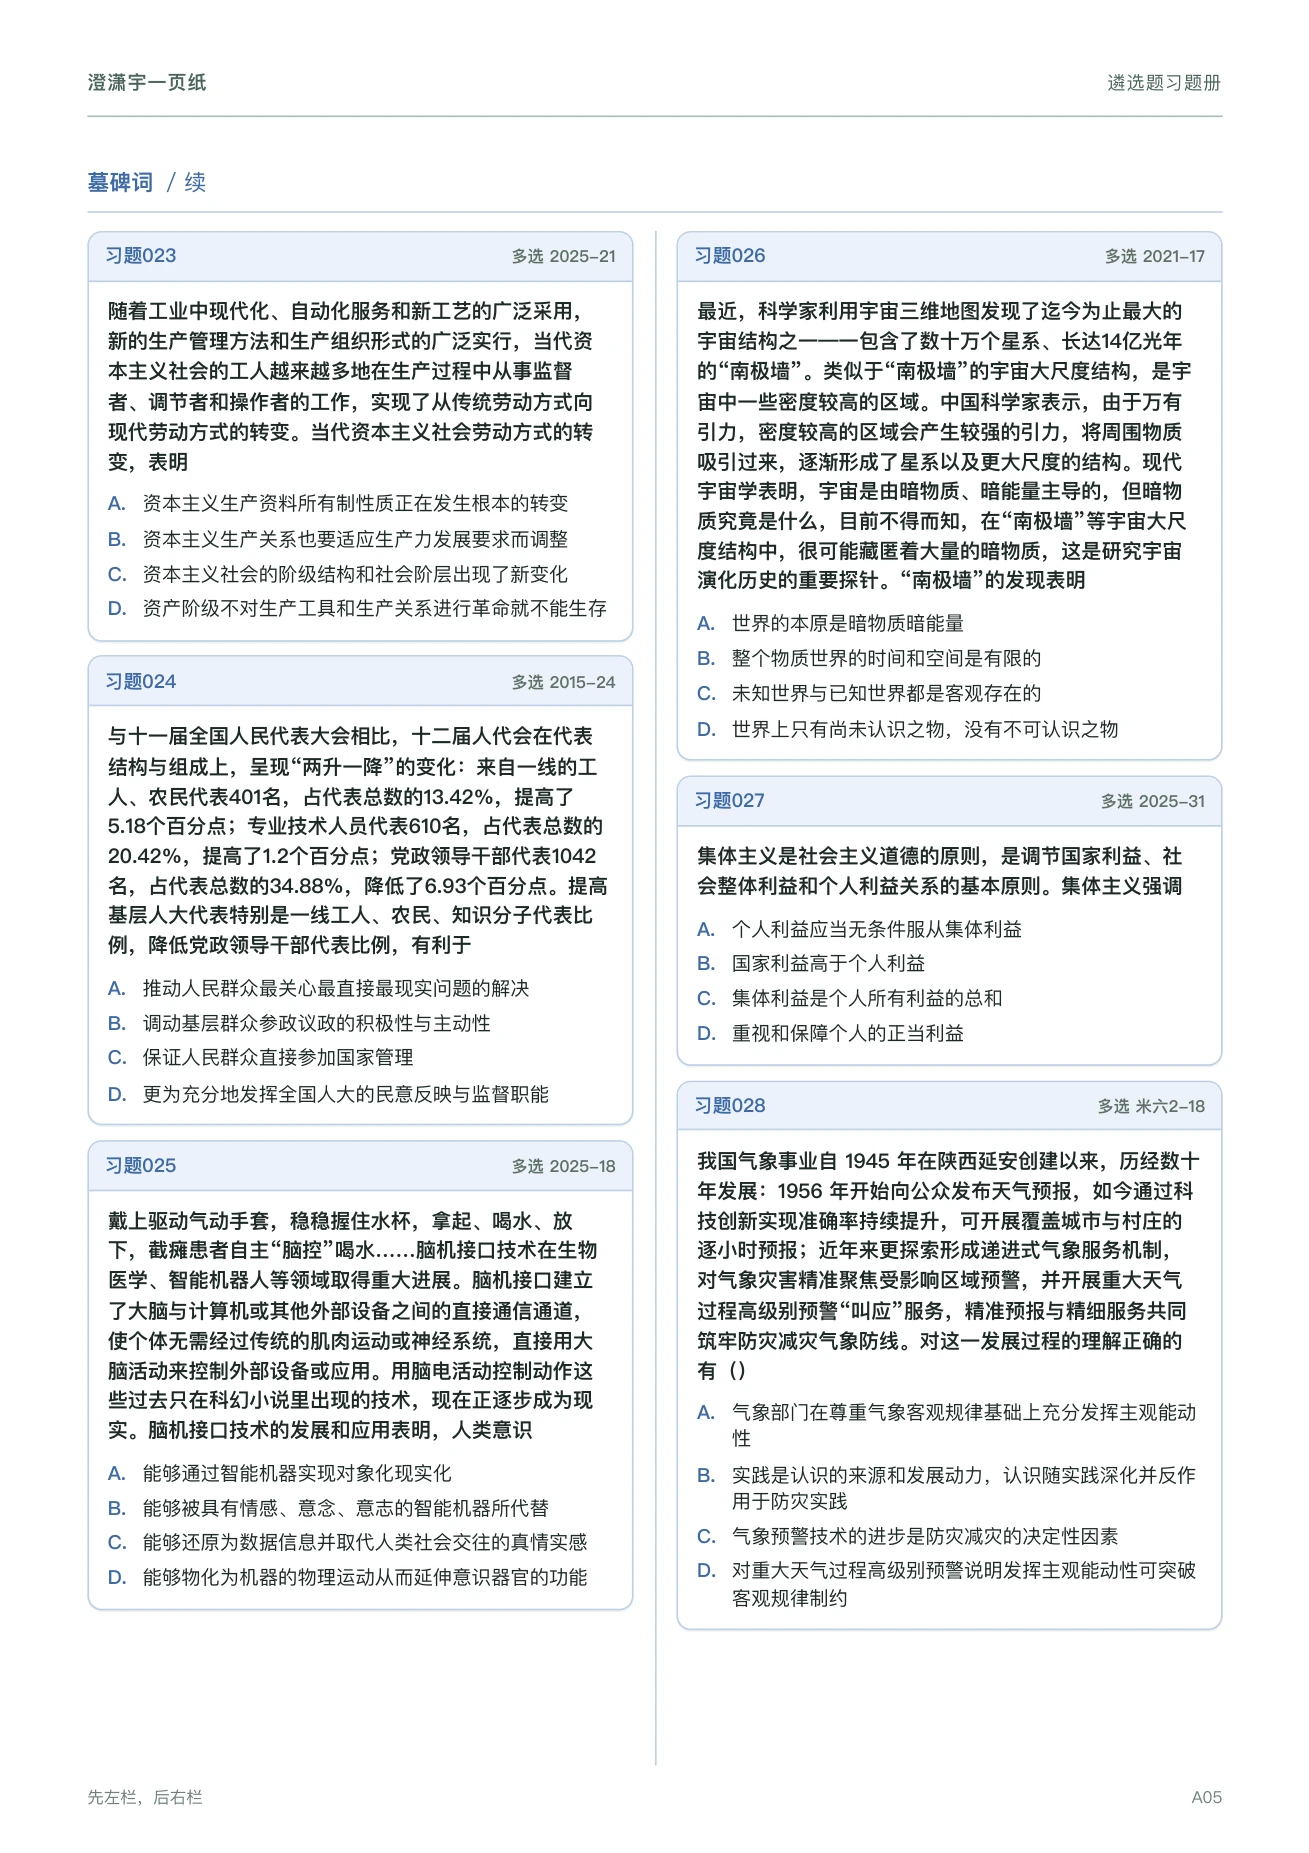 澄潇宇一页纸
遴选题习题册
墓碑词 / 续
习题023
多选 2025-21
随着工业中现代化、自动化服务和新工艺的广泛采用，
新的生产管理方法和生产组织形式的广泛实行，当代资
本主义社会的工人越来越多地在生产过程中从事监督
者、调节者和操作者的工作，实现了从传统劳动方式向
现代劳动方式的转变。当代资本主义社会劳动方式的转
变，表明
A. 资本主义生产资料所有制性质正在发生根本的转变
B. 资本主义生产关系也要适应生产力发展要求而调整
C. 资本主义社会的阶级结构和社会阶层出现了新变化
D. 资产阶级不对生产工具和生产关系进行革命就不能生存
习题024
多选 2015-24
与十一届全国人民代表大会相比，十二届人代会在代表
结构与组成上，呈现“两升一降”的变化：来自一线的工
人、农民代表401名，占代表总数的13.42%，提高了
5.18个百分点；专业技术人员代表610名，占代表总数的
20.42%，提高了1.2个百分点；党政领导干部代表1042
名，占代表总数的34.88%，降低了6.93个百分点。提高
基层人大代表特别是一线工人、农民、知识分子代表比
例，降低党政领导干部代表比例，有利于
A. 推动人民群众最关心最直接最现实问题的解决
B. 调动基层群众参政议政的积极性与主动性
C. 保证人民群众直接参加国家管理
D. 更为充分地发挥全国人大的民意反映与监督职能
习题025
多选 2025-18
戴上驱动气动手套，稳稳握住水杯，拿起、喝水、放
下，截瘫患者自主“脑控”喝水……脑机接口技术在生物
医学、智能机器人等领域取得重大进展。脑机接口建立
了大脑与计算机或其他外部设备之间的直接通信通道，
使个体无需经过传统的肌肉运动或神经系统，直接用大
脑活动来控制外部设备或应用。用脑电活动控制动作这
些过去只在科幻小说里出现的技术，现在正逐步成为现
实。脑机接口技术的发展和应用表明，人类意识
A. 能够通过智能机器实现对象化现实化
B. 能够被具有情感、意念、意志的智能机器所代替
C. 能够还原为数据信息并取代人类社会交往的真情实感
D. 能够物化为机器的物理运动从而延伸意识器官的功能
习题026
多选 2021-17
最近，科学家利用宇宙三维地图发现了迄今为止最大的
宇宙结构之一——一包含了数十万个星系、长达14亿光年
的“南极墙”。类似于“南极墙”的宇宙大尺度结构，是宇
宙中一些密度较高的区域。中国科学家表示，由于万有
引力，密度较高的区域会产生较强的引力，将周围物质
吸引过来，逐渐形成了星系以及更大尺度的结构。现代
宇宙学表明，宇宙是由暗物质、暗能量主导的，但暗物
质究竟是什么，目前不得而知，在“南极墙”等宇宙大尺
度结构中，很可能藏匿着大量的暗物质，这是研究宇宙
演化历史的重要探针。“南极墙”的发现表明
A. 世界的本原是暗物质暗能量
B. 整个物质世界的时间和空间是有限的
C. 未知世界与已知世界都是客观存在的
D. 世界上只有尚未认识之物，没有不可认识之物
习题027
多选 2025-31
集体主义是社会主义道德的原则，是调节国家利益、社
会整体利益和个人利益关系的基本原则。集体主义强调
A. 个人利益应当无条件服从集体利益
B. 国家利益高于个人利益
C. 集体利益是个人所有利益的总和
D. 重视和保障个人的正当利益
习题028
多选 米六2-18
我国气象事业自 1945 年在陕西延安创建以来，历经数十
年发展：1956 年开始向公众发布天气预报，如今通过科
技创新实现准确率持续提升，可开展覆盖城市与村庄的
逐小时预报；近年来更探索形成递进式气象服务机制，
对气象灾害精准聚焦受影响区域预警，并开展重大天气
过程高级别预警“叫应”服务，精准预报与精细服务共同
筑牢防灾减灾气象防线。对这一发展过程的理解正确的
有（）
A. 气象部门在尊重气象客观规律基础上充分发挥主观能动
性
B. 实践是认识的来源和发展动力，认识随实践深化并反作
用于防灾实践
C. 气象预警技术的进步是防灾减灾的决定性因素
D. 对重大天气过程高级别预警说明发挥主观能动性可突破
客观规律制约
先左栏，后右栏
A05